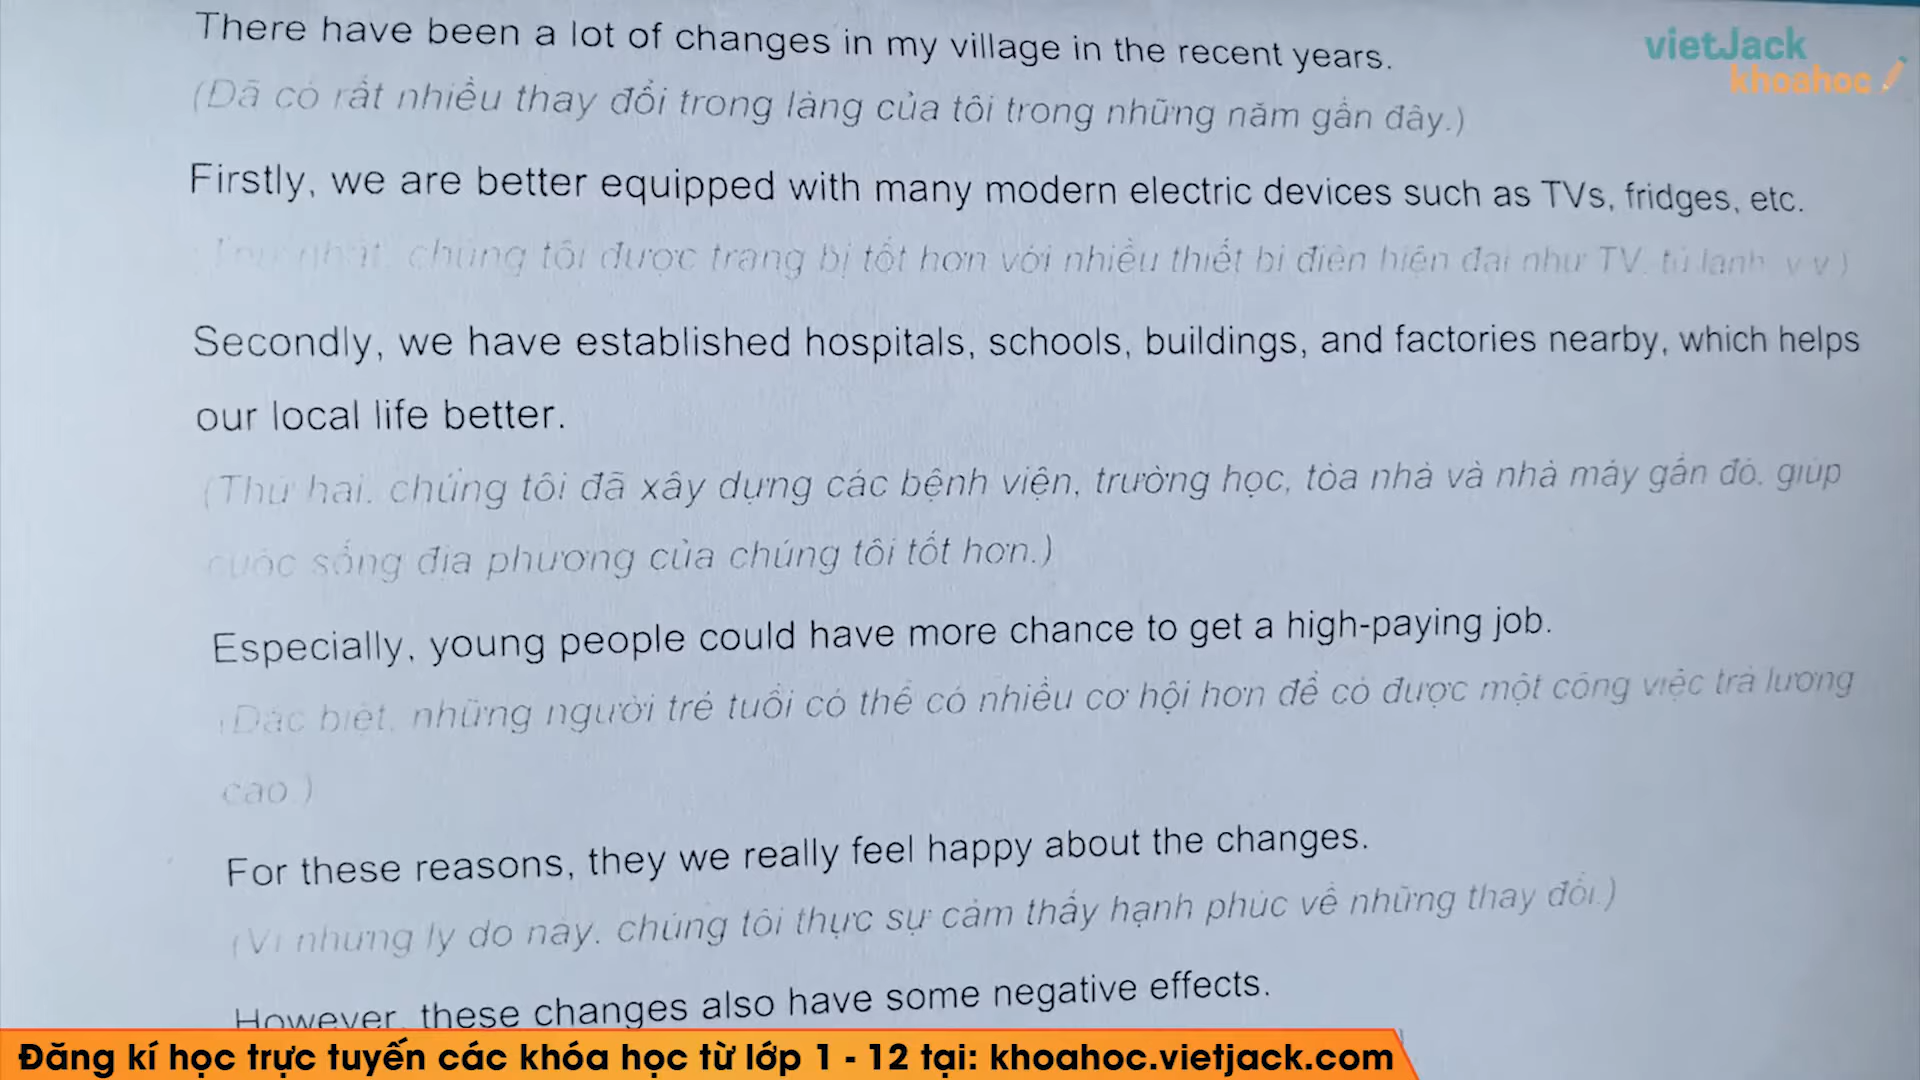 There have been a lot of changes in my village in the recent years.
vietJack
khoahoc
(Đã có rất nhiều thay đổi trong làng của tôi trong những năm gần đây.)
Firstly, we are better equipped with many modern electric devices such as TVs, fridges, etc.
chúng tôi được trang bị tốt hơn với nhiều thiết bị điện hiện đại như TV, tủ lạnh, v.v.)
Secondly, we have established hospitals, schools, buildings, and factories nearby, which helps
our local life better.
(Thứ hai, chúng tôi đã xây dựng các bệnh viện, trường học, tòa nhà và nhà máy gần đó, giúp
cuộc sống địa phương của chúng tôi tốt hơn.)
Especially, young people could have more chance to get a high-paying job.
(Đặc biệt, những người trẻ tuổi có thể có nhiều cơ hội hơn để có được một công việc trả lương
cao.)
For these reasons, they we really feel happy about the changes.
(Vì những lý do này, chúng tôi thực sự cảm thấy hạnh phúc về những thay đổi.)
However, these changes also have some negative effects.
Đăng kí học trực tuyến các khóa học từ lớp 1 - 12 tại: khoahoc.vietjack.com